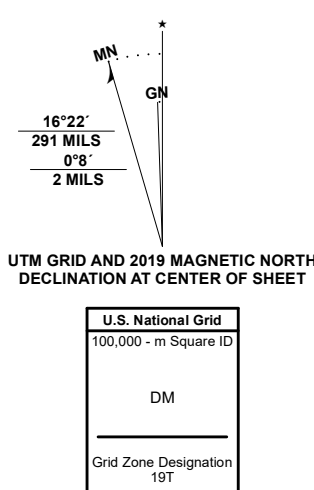 ★
MN
GN
16°22´
291 MILS
0°8´
2 MILS
UTM GRID AND 2019 MAGNETIC NORTH
DECLINATION AT CENTER OF SHEET
U.S. National Grid
100,000 - m Square ID
DM
Grid Zone Designation
19T